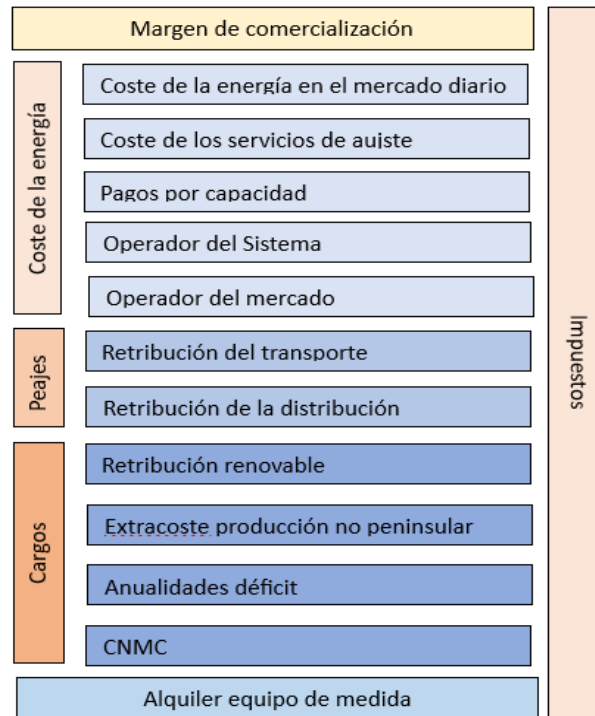 Margen de comercialización
Coste de la energía
Coste de la energía en el mercado diario
Coste de los servicios de aujste
Pagos por capacidad
Operador del Sistema
Operador del mercado
Peajes
Retribución del transporte
Retribución de la distribución
Cargos
Retribución renovable
Extracoste producción no peninsular
Anualidades déficit
CNMC
Alquiler equipo de medida
Impuestos